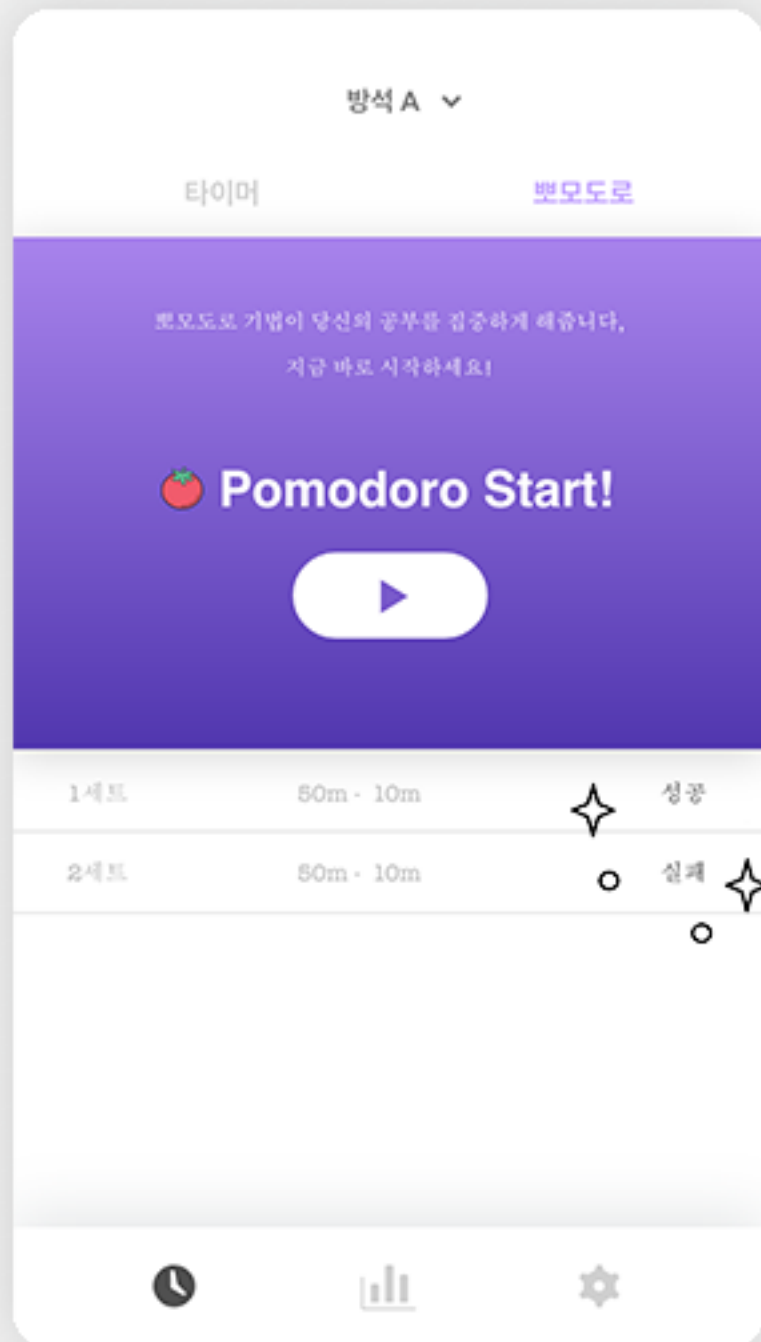 방석 A
타이머 뽀모도로
뽀모도로 기법이 당신의 공부를 집중하게 해줍니다,
지금 바로 시작하세요!
Pomodoro Start!
1세트 50m - 10m 성공
2세트 50m - 10m 실패